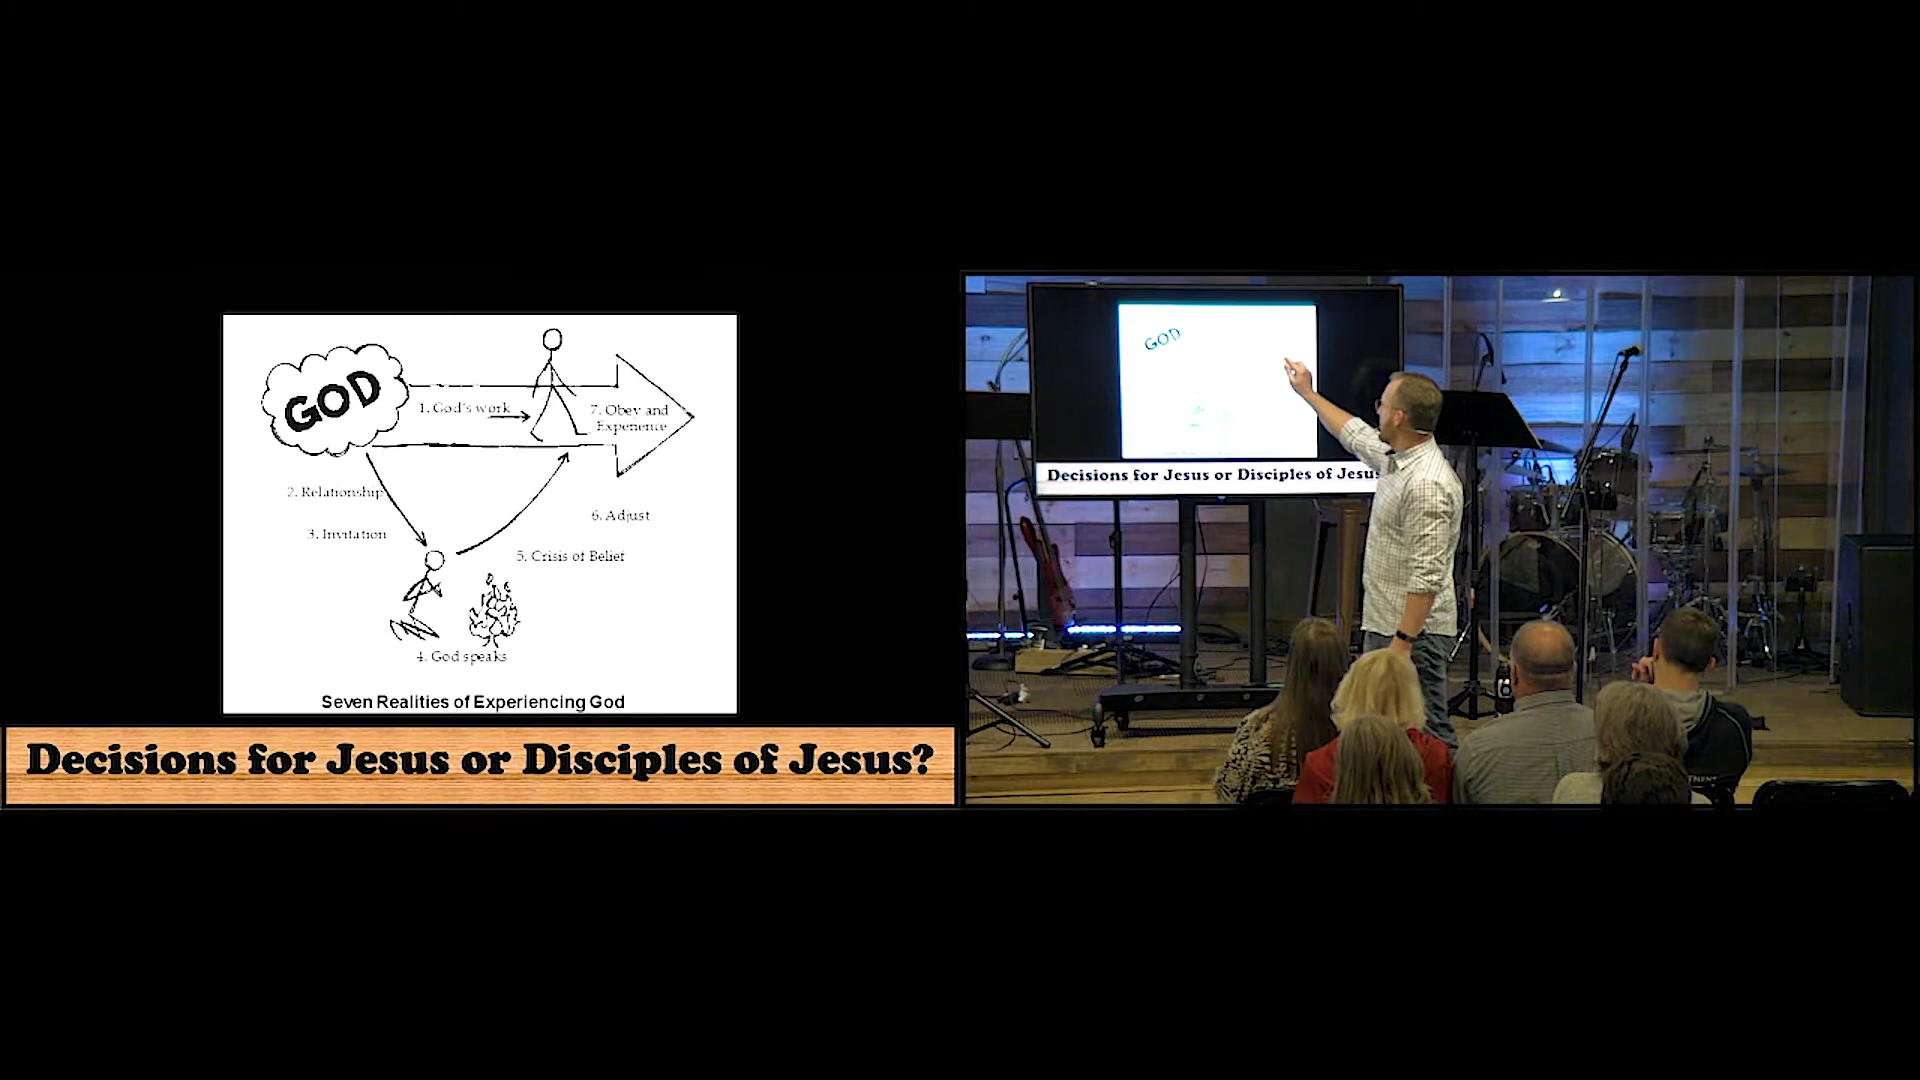 GOD
1. God's work
7. Obey and
Experience
2. Relationship
3. Invitation
6. Adjust
5. Crisis of Belief
4. God speaks
Seven Realities of Experiencing God
Decisions for Jesus or Disciples of Jesus?
GOD
Decisions for Jesus or Disciples of Jesus